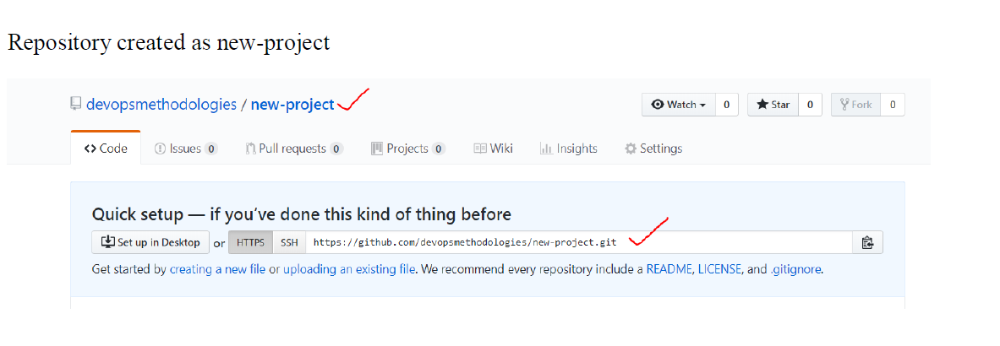 Repository created as new-project
devopsmethodologies / new-project
Watch 0 Star 0 Fork 0
Code Issues 0 Pull requests 0 Projects 0 Wiki Insights Settings
Quick setup — if you've done this kind of thing before
Set up in Desktop or HTTPS SSH https://github.com/devopsmethodologies/new-project.git
Get started by creating a new file or uploading an existing file. We recommend every repository include a README, LICENSE, and .gitignore.